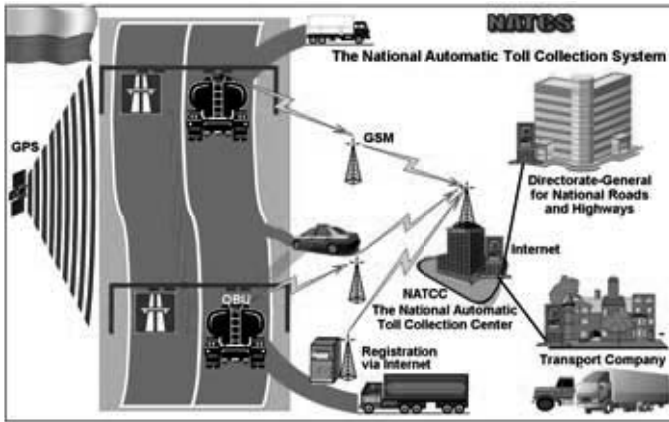 NATCS
The National Automatic Toll Collection System
GPS
GSM
Directorate-General
for National Roads
and Highways
Internet
OBU
NATCC
The National Automatic
Toll Collection Center
Registration
via Internet
Transport Company